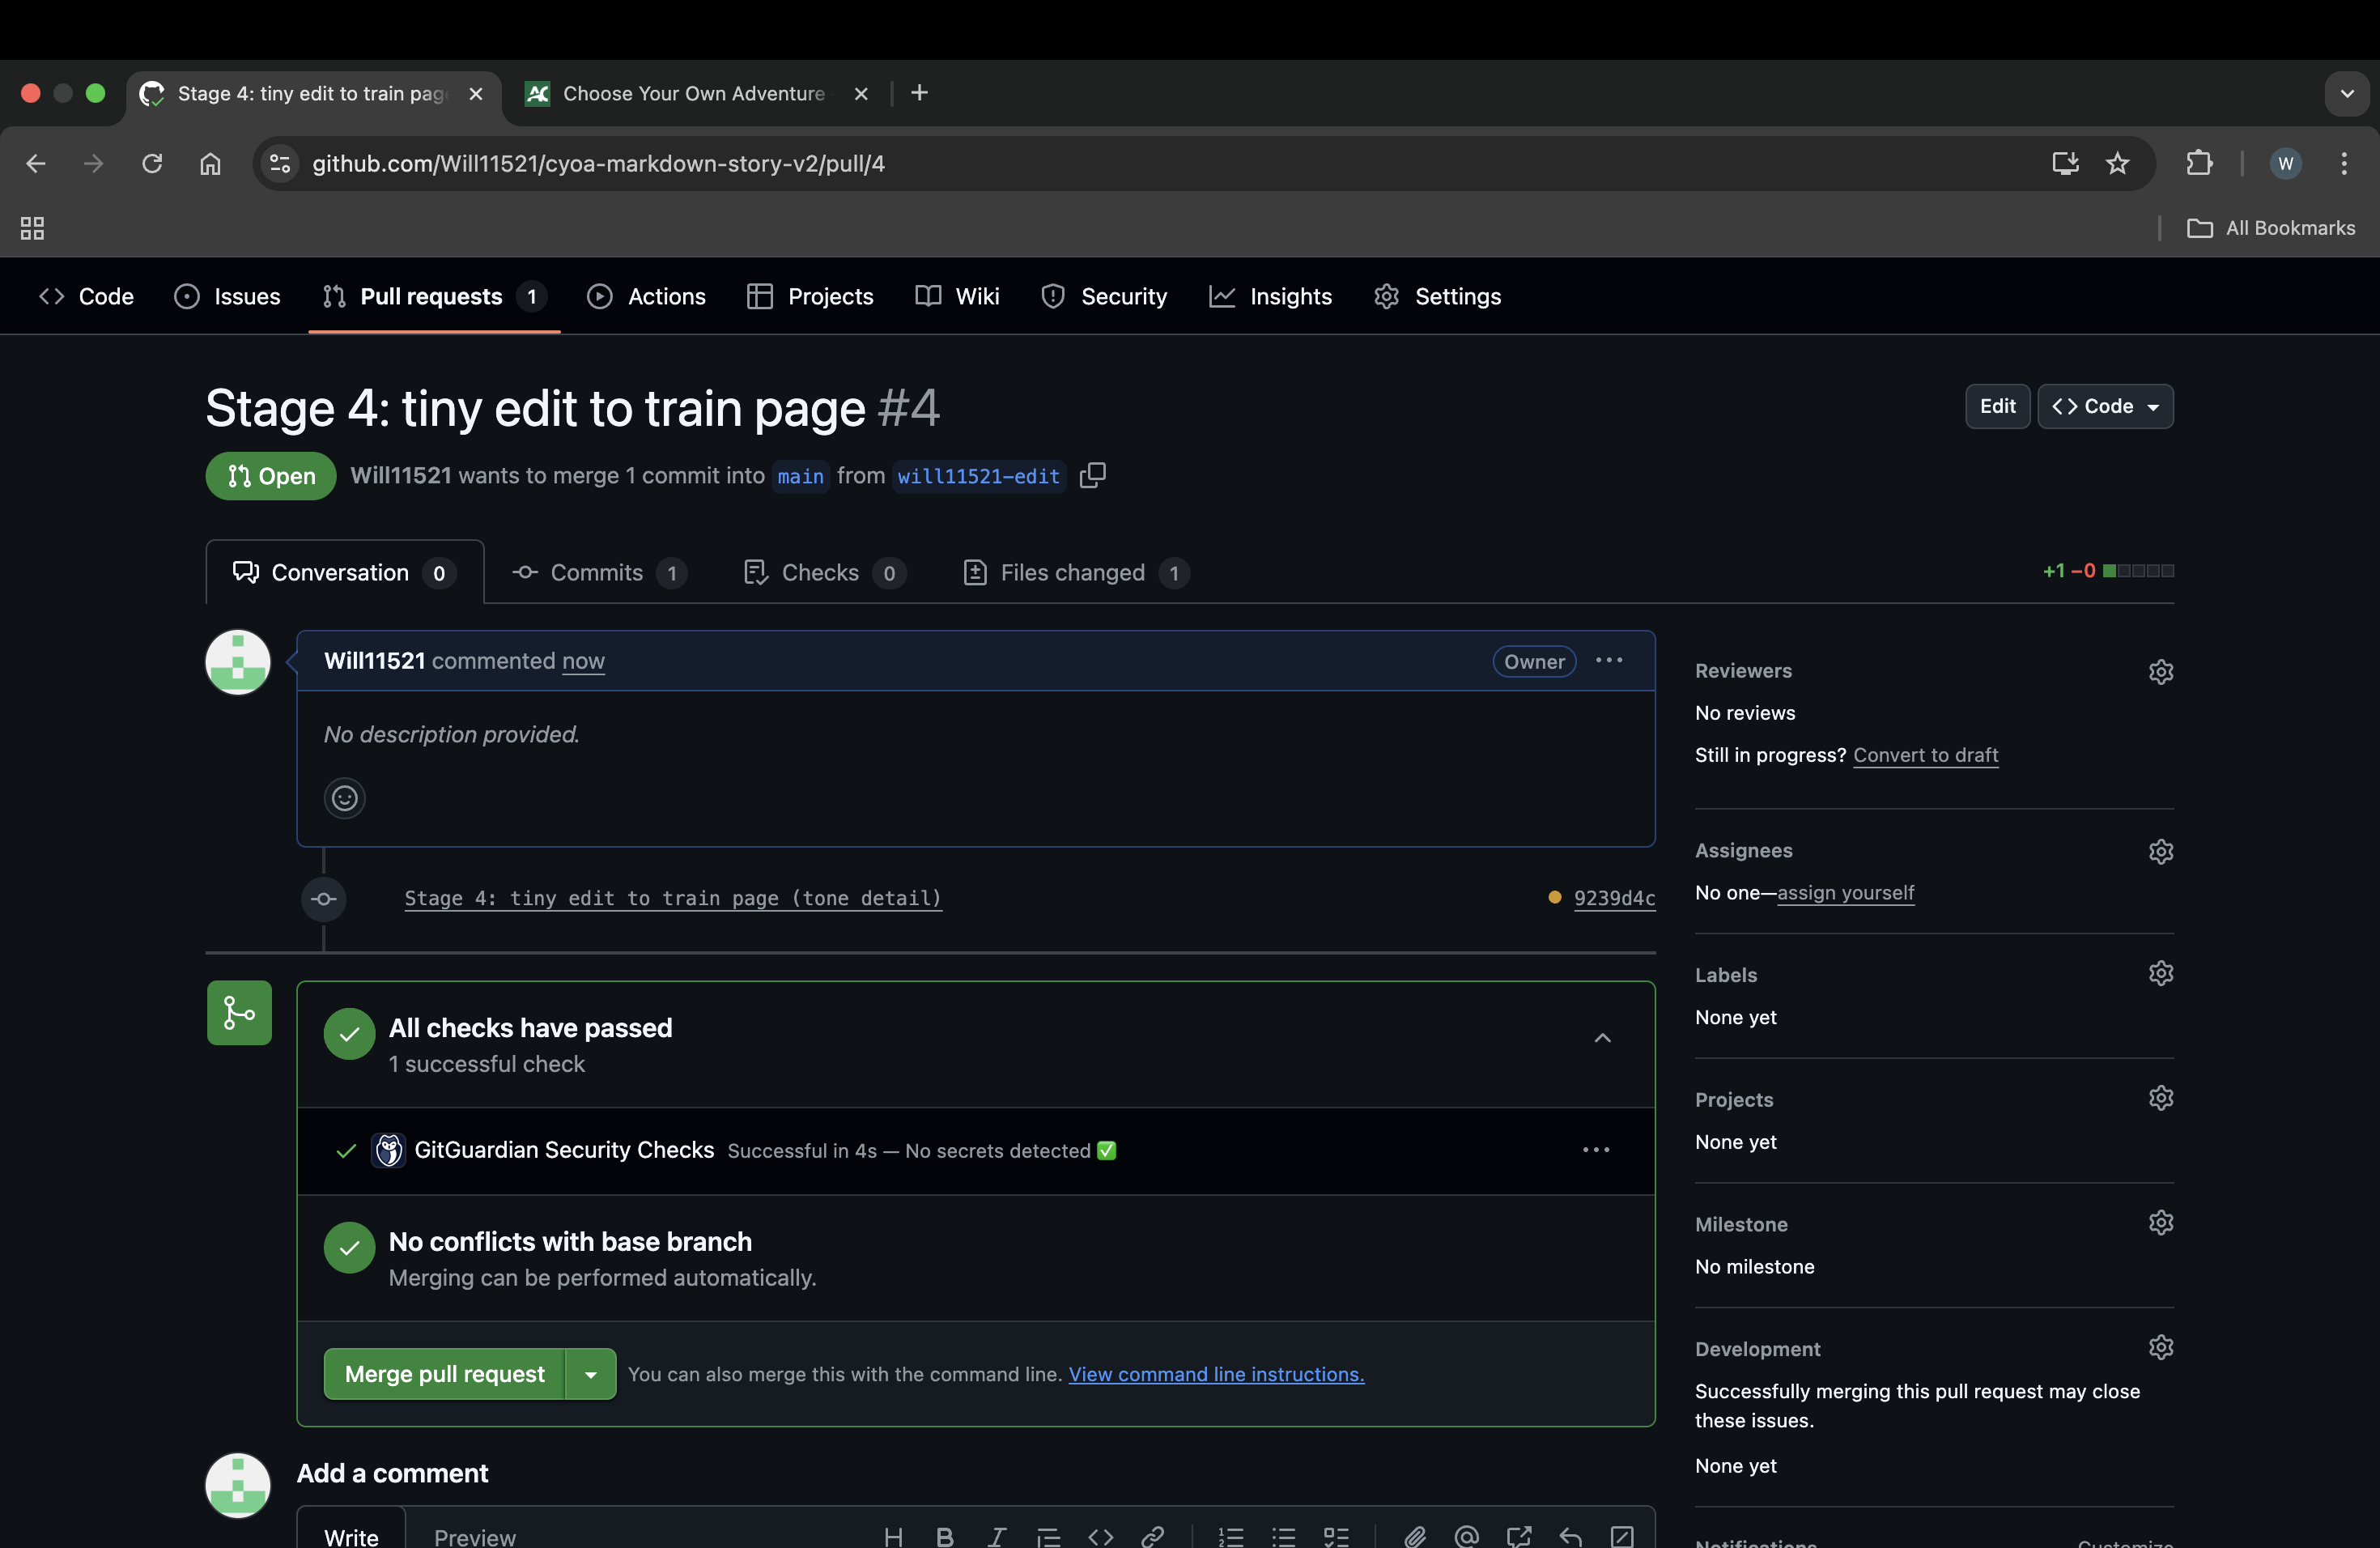 Stage 4: tiny edit to train page
Choose Your Own Adventure
github.com/Will11521/cyoa-markdown-story-v2/pull/4
W
All Bookmarks
Code Issues Pull requests 1 Actions Projects Wiki Security Insights Settings
Stage 4: tiny edit to train page #4
Edit Code
Open Will11521 wants to merge 1 commit into main from will11521-edit
Conversation 0 Commits 1 Checks 0 Files changed 1
+1 −0
Will11521 commented now
Owner
No description provided.
Stage 4: tiny edit to train page (tone detail)
9239d4c
All checks have passed
1 successful check
GitGuardian Security Checks Successful in 4s — No secrets detected ✅
No conflicts with base branch
Merging can be performed automatically.
Merge pull request
You can also merge this with the command line. View command line instructions.
Add a comment
Write Preview
Reviewers
No reviews
Still in progress? Convert to draft
Assignees
No one—assign yourself
Labels
None yet
Projects
None yet
Milestone
No milestone
Development
Successfully merging this pull request may close
these issues.
None yet
Notifications
Customize